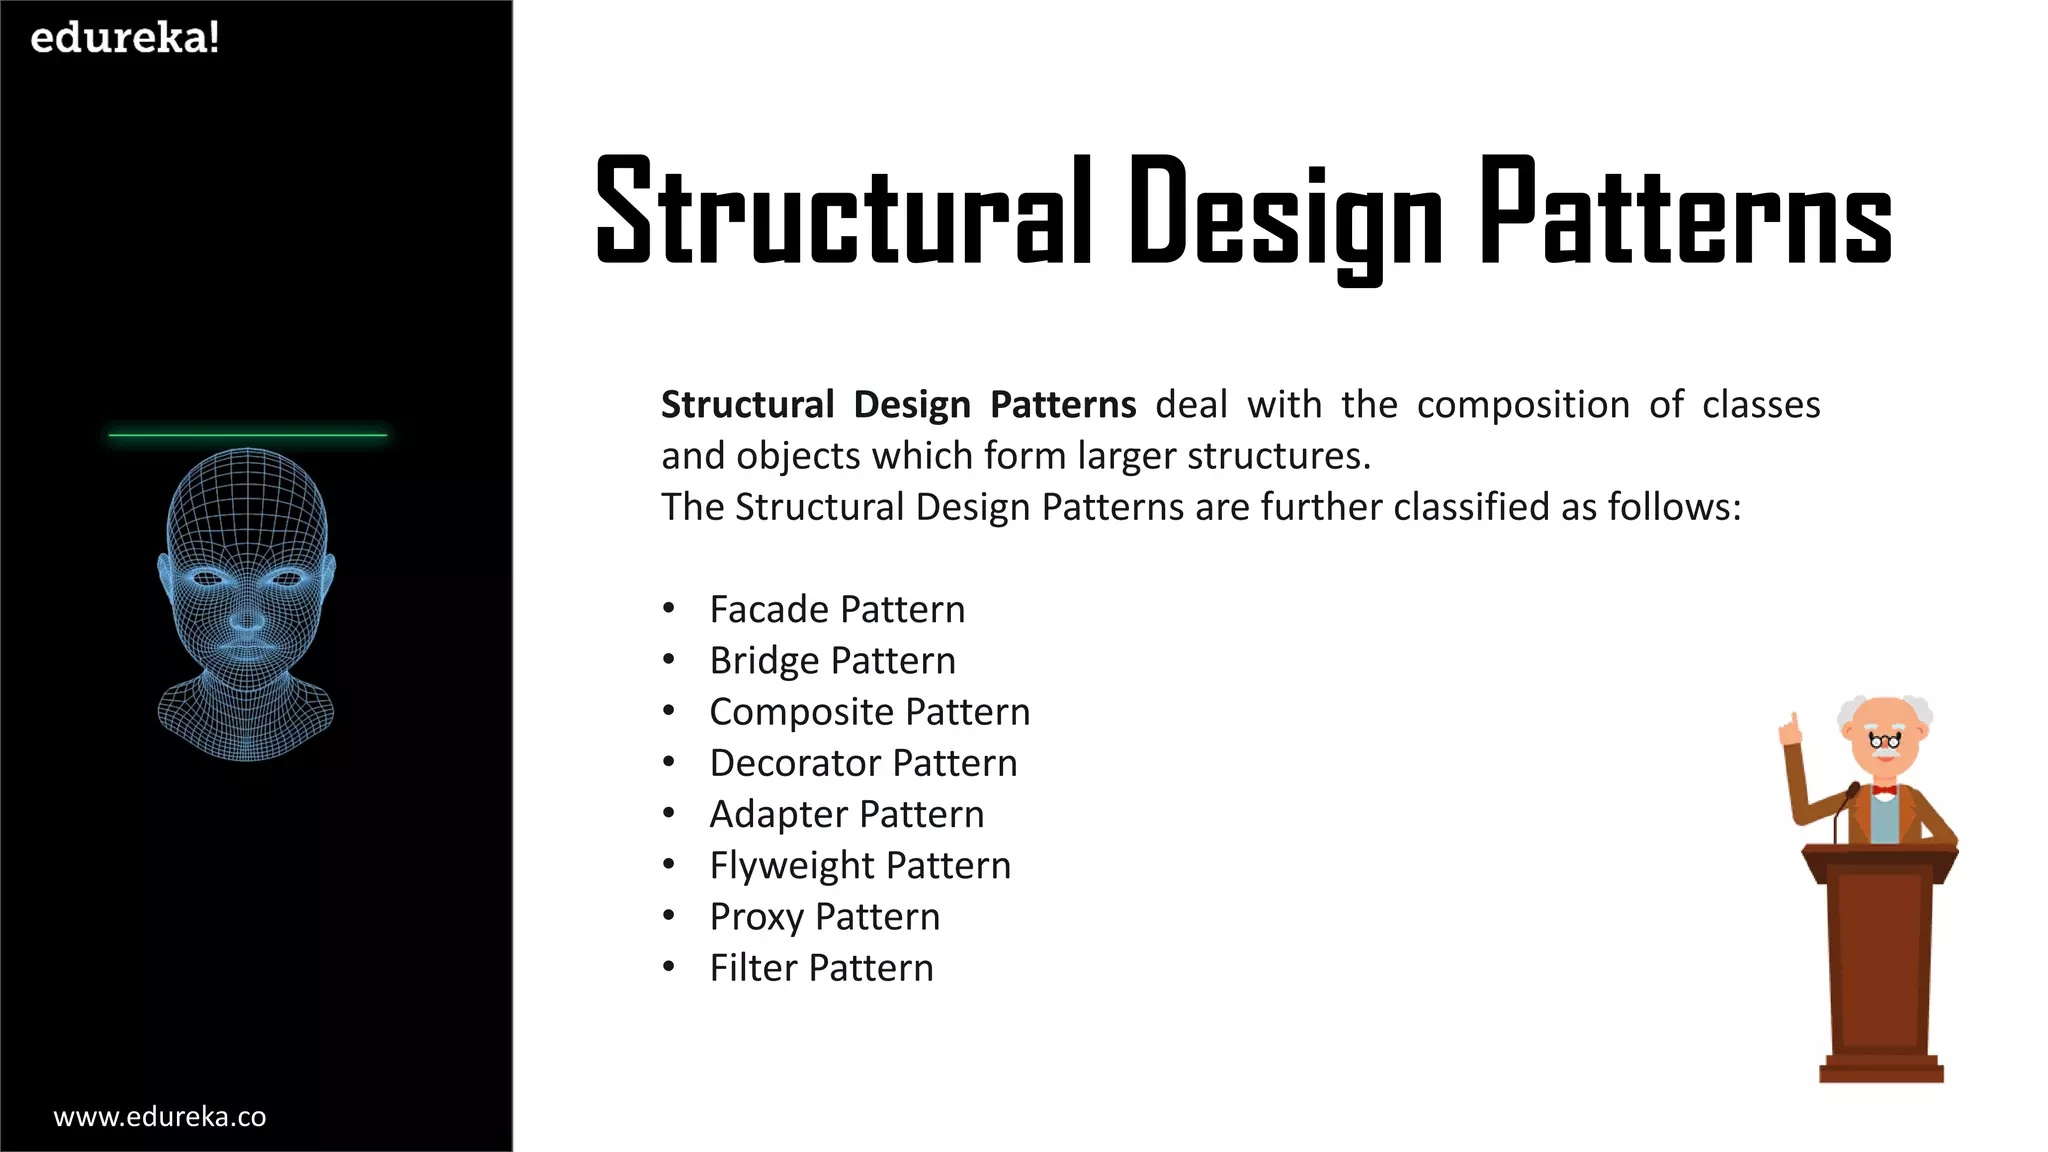 edureka!
Structural Design Patterns
Structural Design Patterns deal with the composition of classes
and objects which form larger structures.
The Structural Design Patterns are further classified as follows:
• Facade Pattern
• Bridge Pattern
• Composite Pattern
• Decorator Pattern
• Adapter Pattern
• Flyweight Pattern
• Proxy Pattern
• Filter Pattern
www.edureka.co